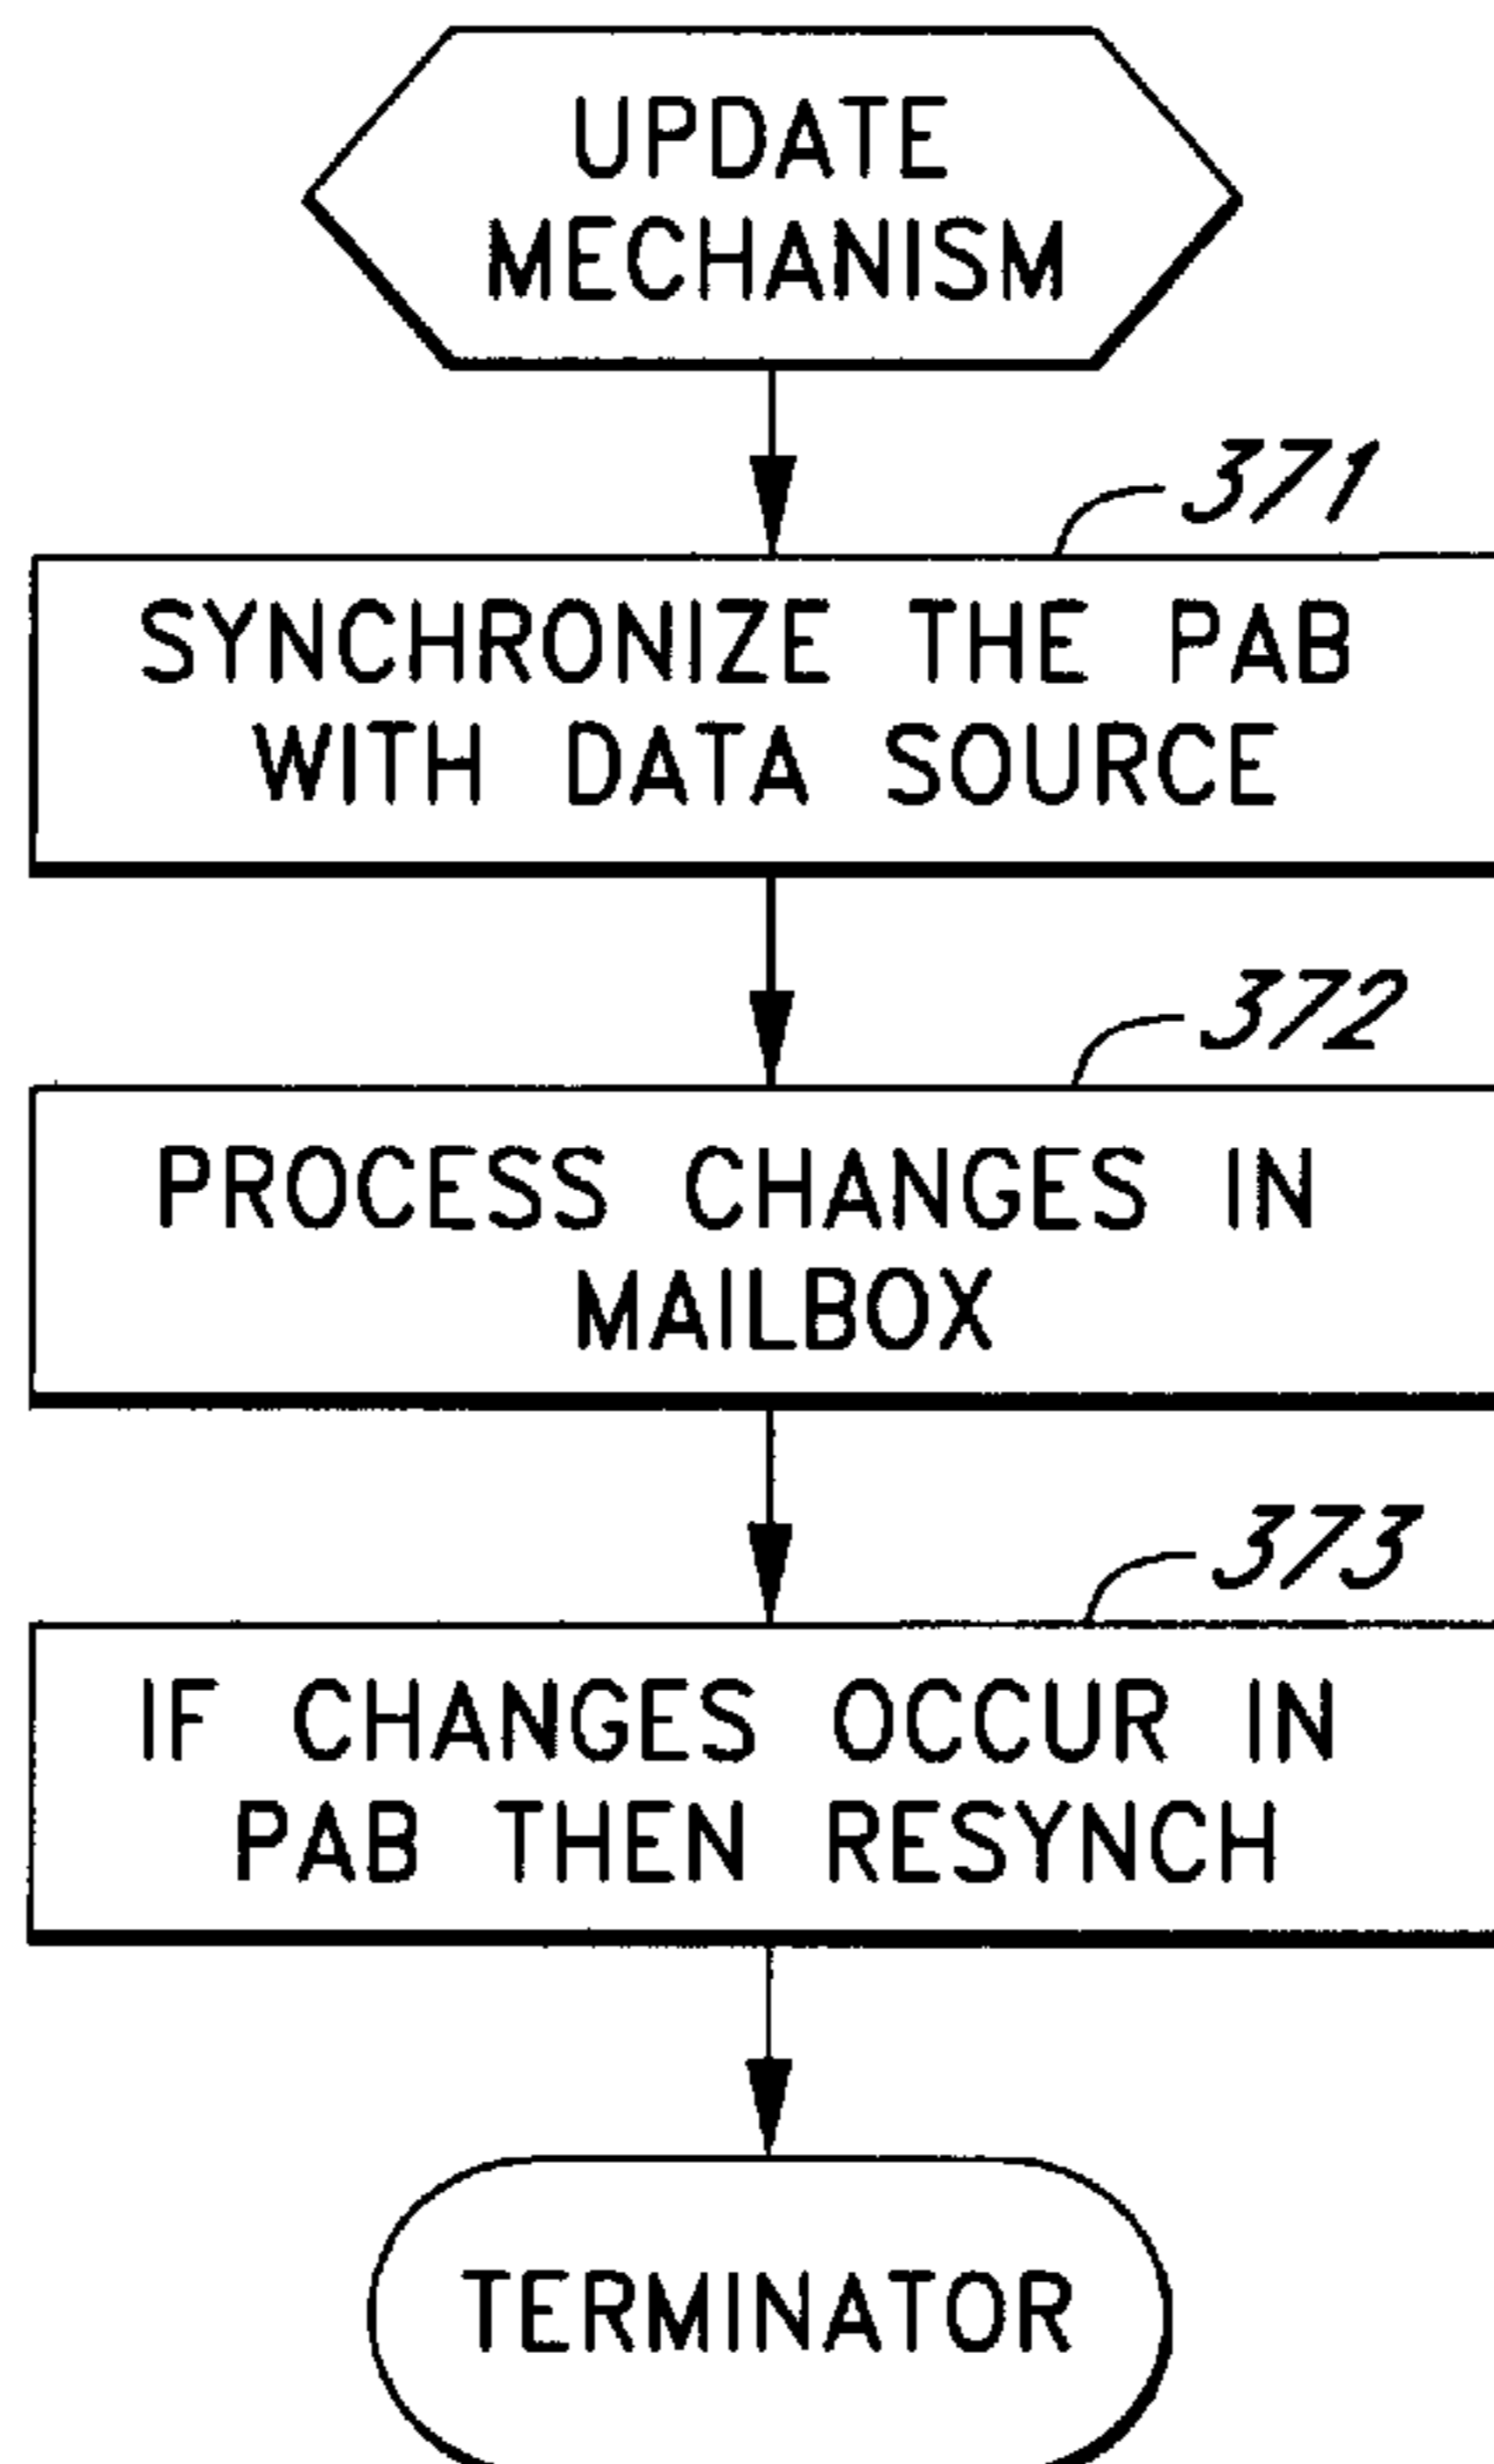 UPDATE
MECHANISM
371
SYNCHRONIZE THE PAB
WITH DATA SOURCE
372
PROCESS CHANGES IN
MAILBOX
373
IF CHANGES OCCUR IN
PAB THEN RESYNCH
TERMINATOR